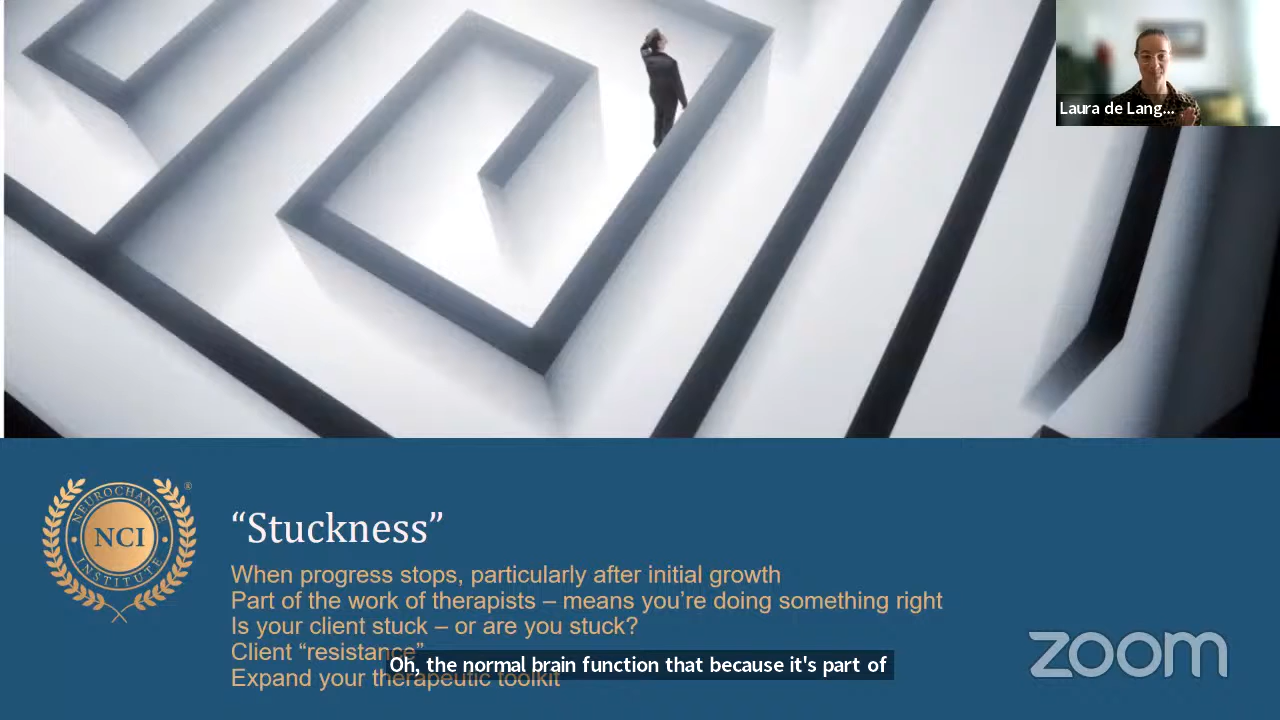 Laura de Lang...
NEUROCHANGE
®
NCI
INSTITUTE
“Stuckness”
When progress stops, particularly after initial growth
Part of the work of therapists – means you’re doing something right
Is your client stuck – or are you stuck?
Client “resistance”
Oh, the normal brain function that because it's part of
Expand your therapeutic toolkit
zoom